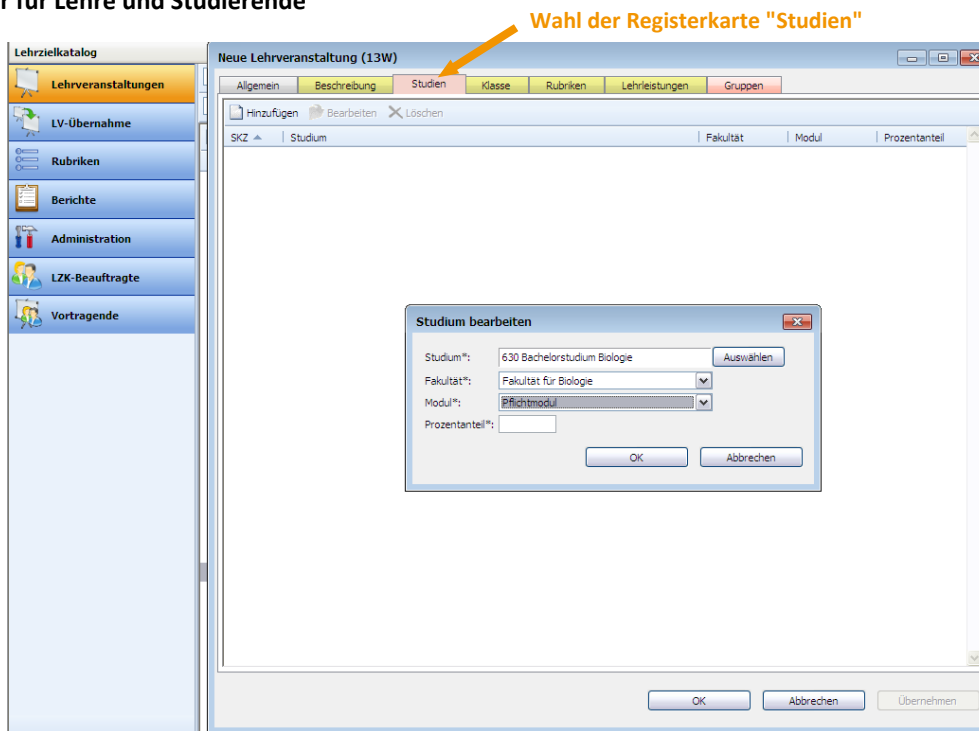 r für Lehre und Studierende
Wahl der Registerkarte "Studien"
Lehrzielkatalog
Lehrveranstaltungen
LV-Übernahme
Rubriken
Berichte
Administration
LZK-Beauftragte
Vortragende
Neue Lehrveranstaltung (13W)
Allgemein Beschreibung Studien Klasse Rubriken Lehrleistungen Gruppen
Hinzufügen Bearbeiten Löschen
SKZ Studium Fakultät Modul Prozentanteil
Studium bearbeiten
Studium*: 630 Bachelorstudium Biologie Auswählen
Fakultät*: Fakultät für Biologie
Modul*: Pflichtmodul
Prozentanteil*:
OK Abbrechen
OK Abbrechen Übernehmen